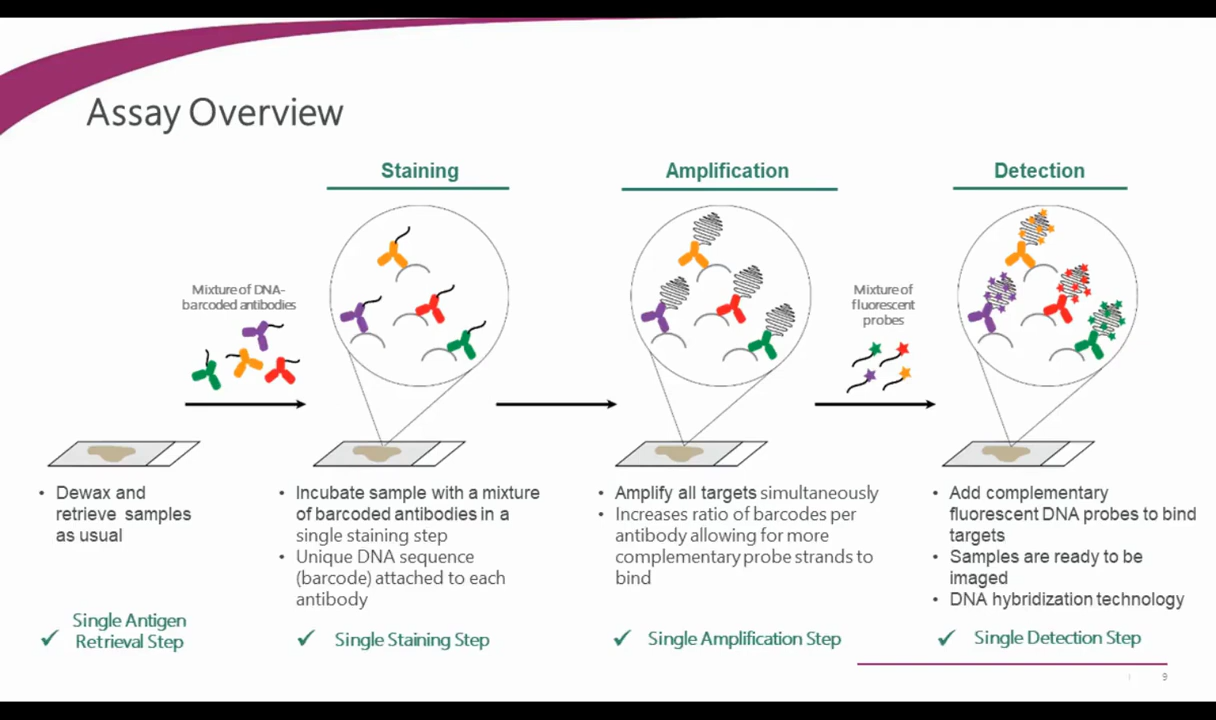 Assay Overview
Staining
Amplification
Detection
Mixture of DNA-
barcoded antibodies
Mixture of
fluorescent
probes
• Dewax and
retrieve samples
as usual
Single Antigen
✓ Retrieval Step
• Incubate sample with a mixture
of barcoded antibodies in a
single staining step
• Unique DNA sequence
(barcode) attached to each
antibody
✓ Single Staining Step
• Amplify all targets simultaneously
• Increases ratio of barcodes per
antibody allowing for more
complementary probe strands to
bind
✓ Single Amplification Step
• Add complementary
fluorescent DNA probes to bind
targets
• Samples are ready to be
imaged
• DNA hybridization technology
✓ Single Detection Step
9